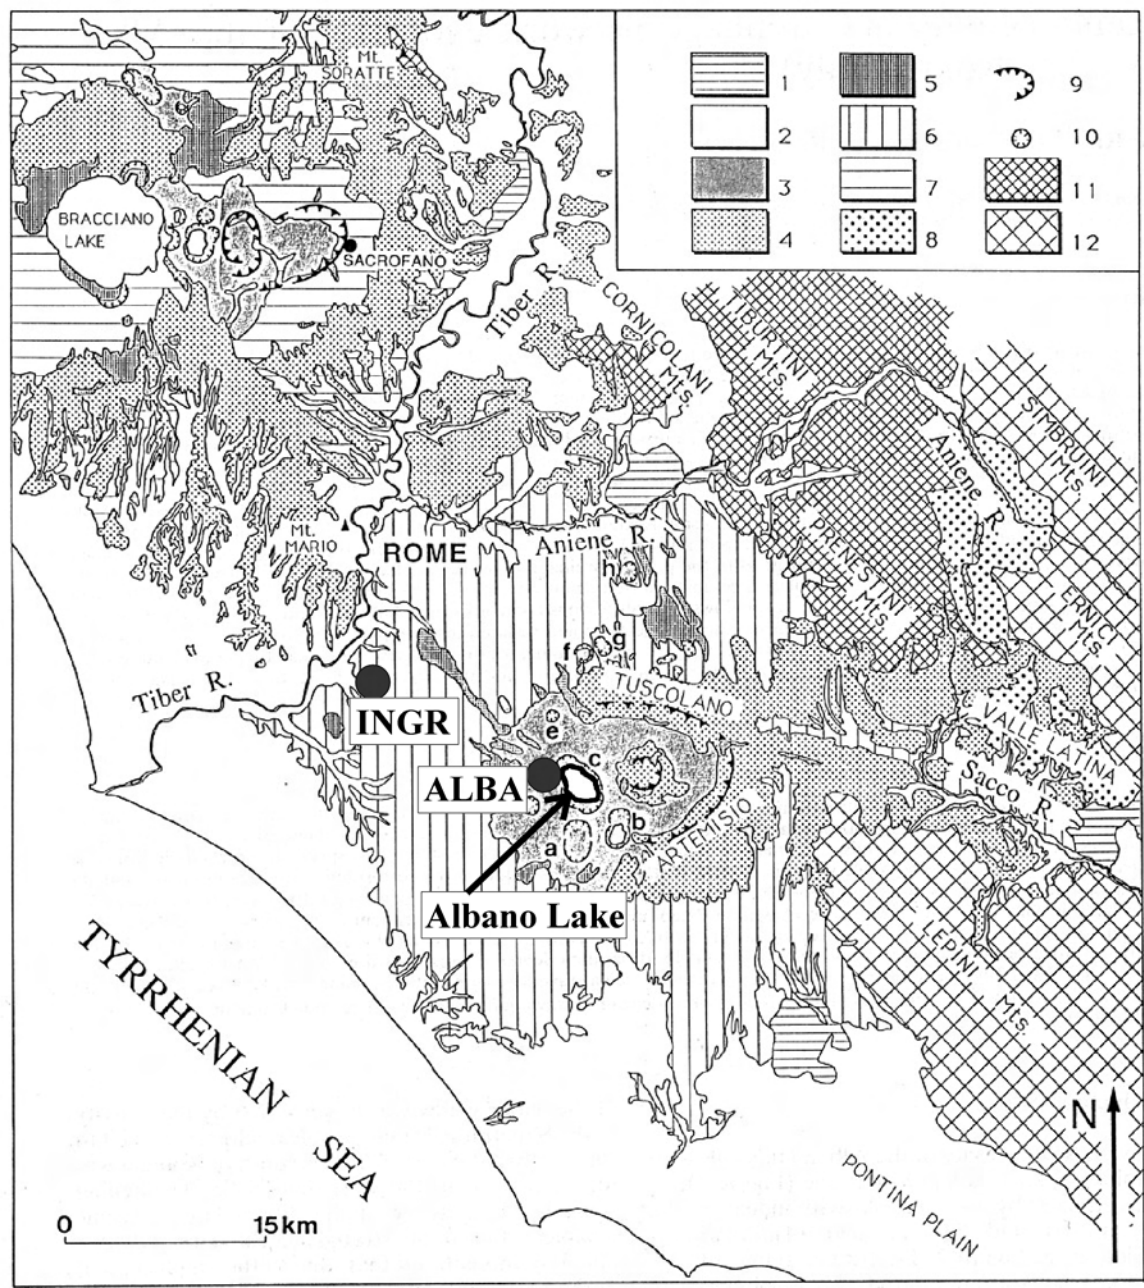 Mt.
SORATTE
1
2
3
4
5
6
7
8
9
10
11
12
BRACCIANO
LAKE
SACROFANO
Tiber R.
CORNICOLANI
Mts.
TIBURTINI
Mts.
SIMBRUINI
Mts.
Aniene R.
Mt.
MARIO
ROME
Aniene R.
PRENESTINI
Mts.
ERNICI
Mts.
h
g
f
TUSCOLANO
Tiber R.
INGR
e
c
ALBA
VALLE LATINA
Sacco R.
b
a
ARTEMISIO
Albano Lake
LEPINI Mts.
TYRRHENIAN
SEA
N
PONTINA PLAIN
0 15 km